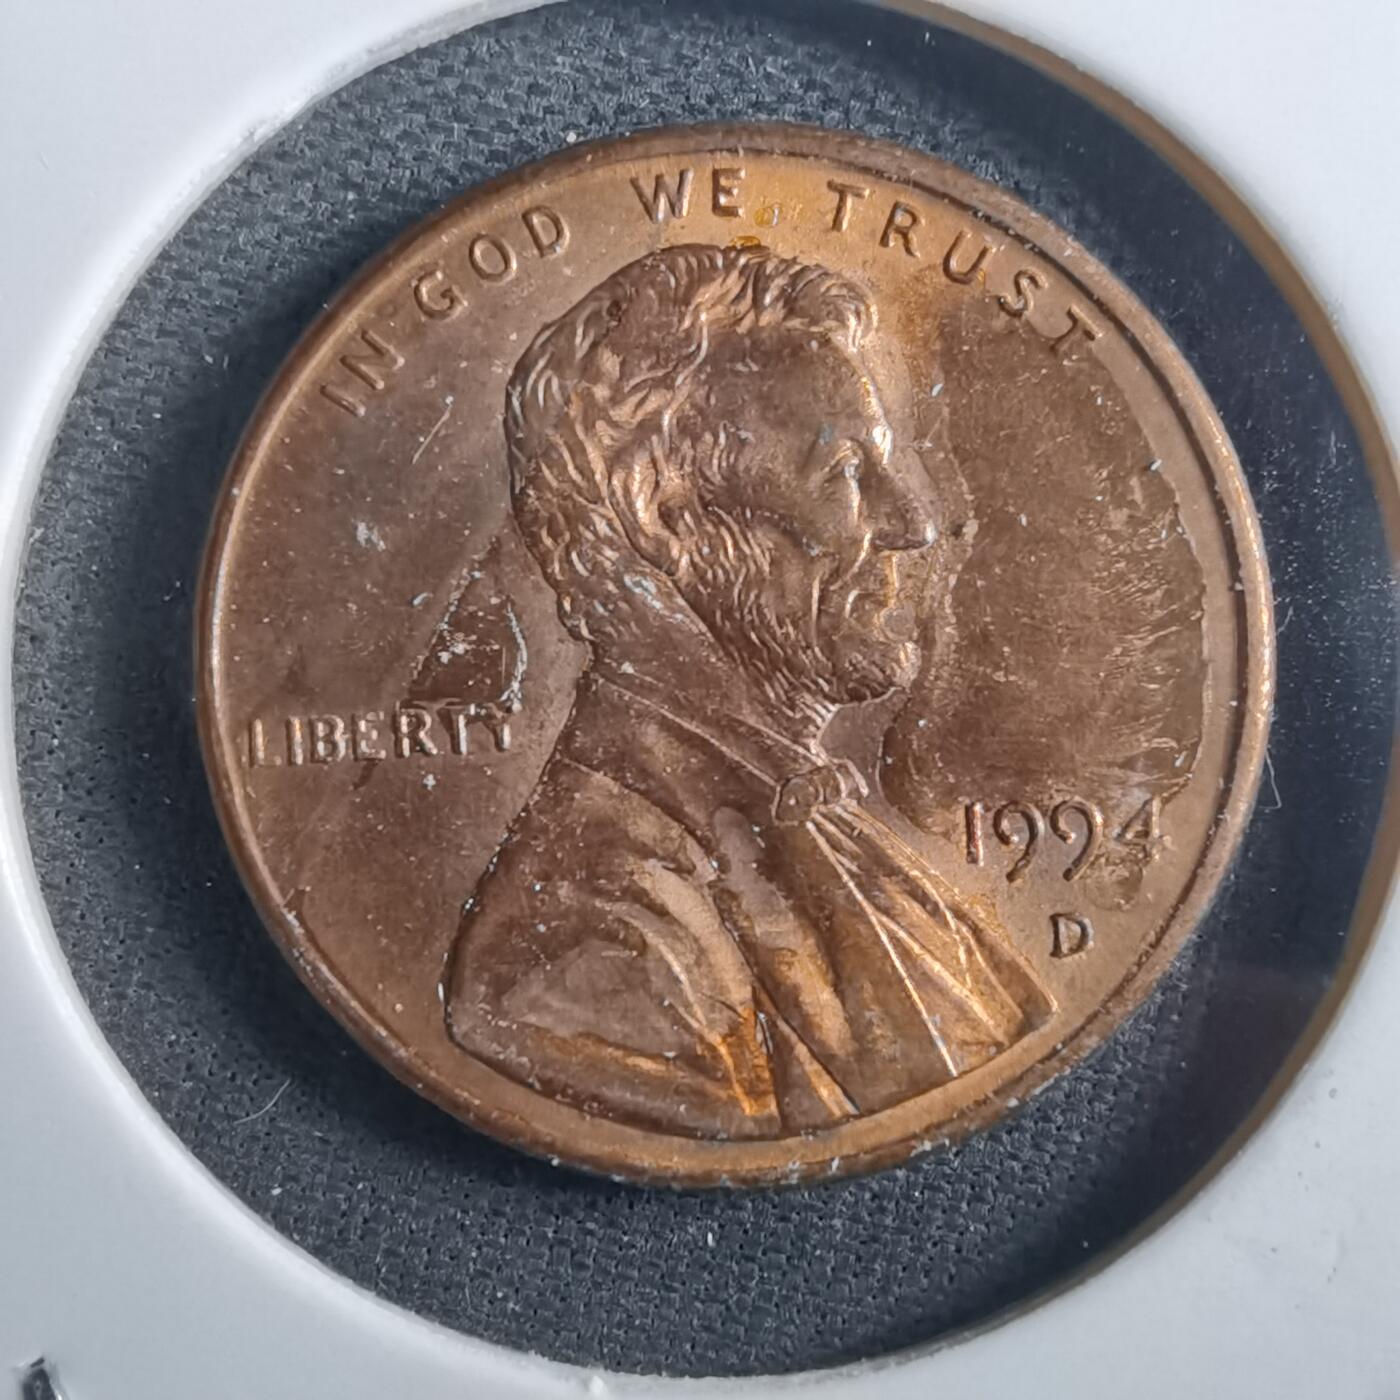 IN GOD WE TRUST
LIBERTY
1994
D